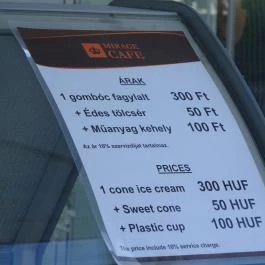 MIRAGE
CAFE
ÁRAK
1 gombóc fagylalt 300 Ft
+ Édes tölcsér 50 Ft
+ Műanyag kehely 100 Ft
Az ár 10% szervizdíjat tartalmaz.
PRICES
1 cone ice cream 300 HUF
+ Sweet cone 50 HUF
+ Plastic cup 100 HUF
The price include 10% service charge.